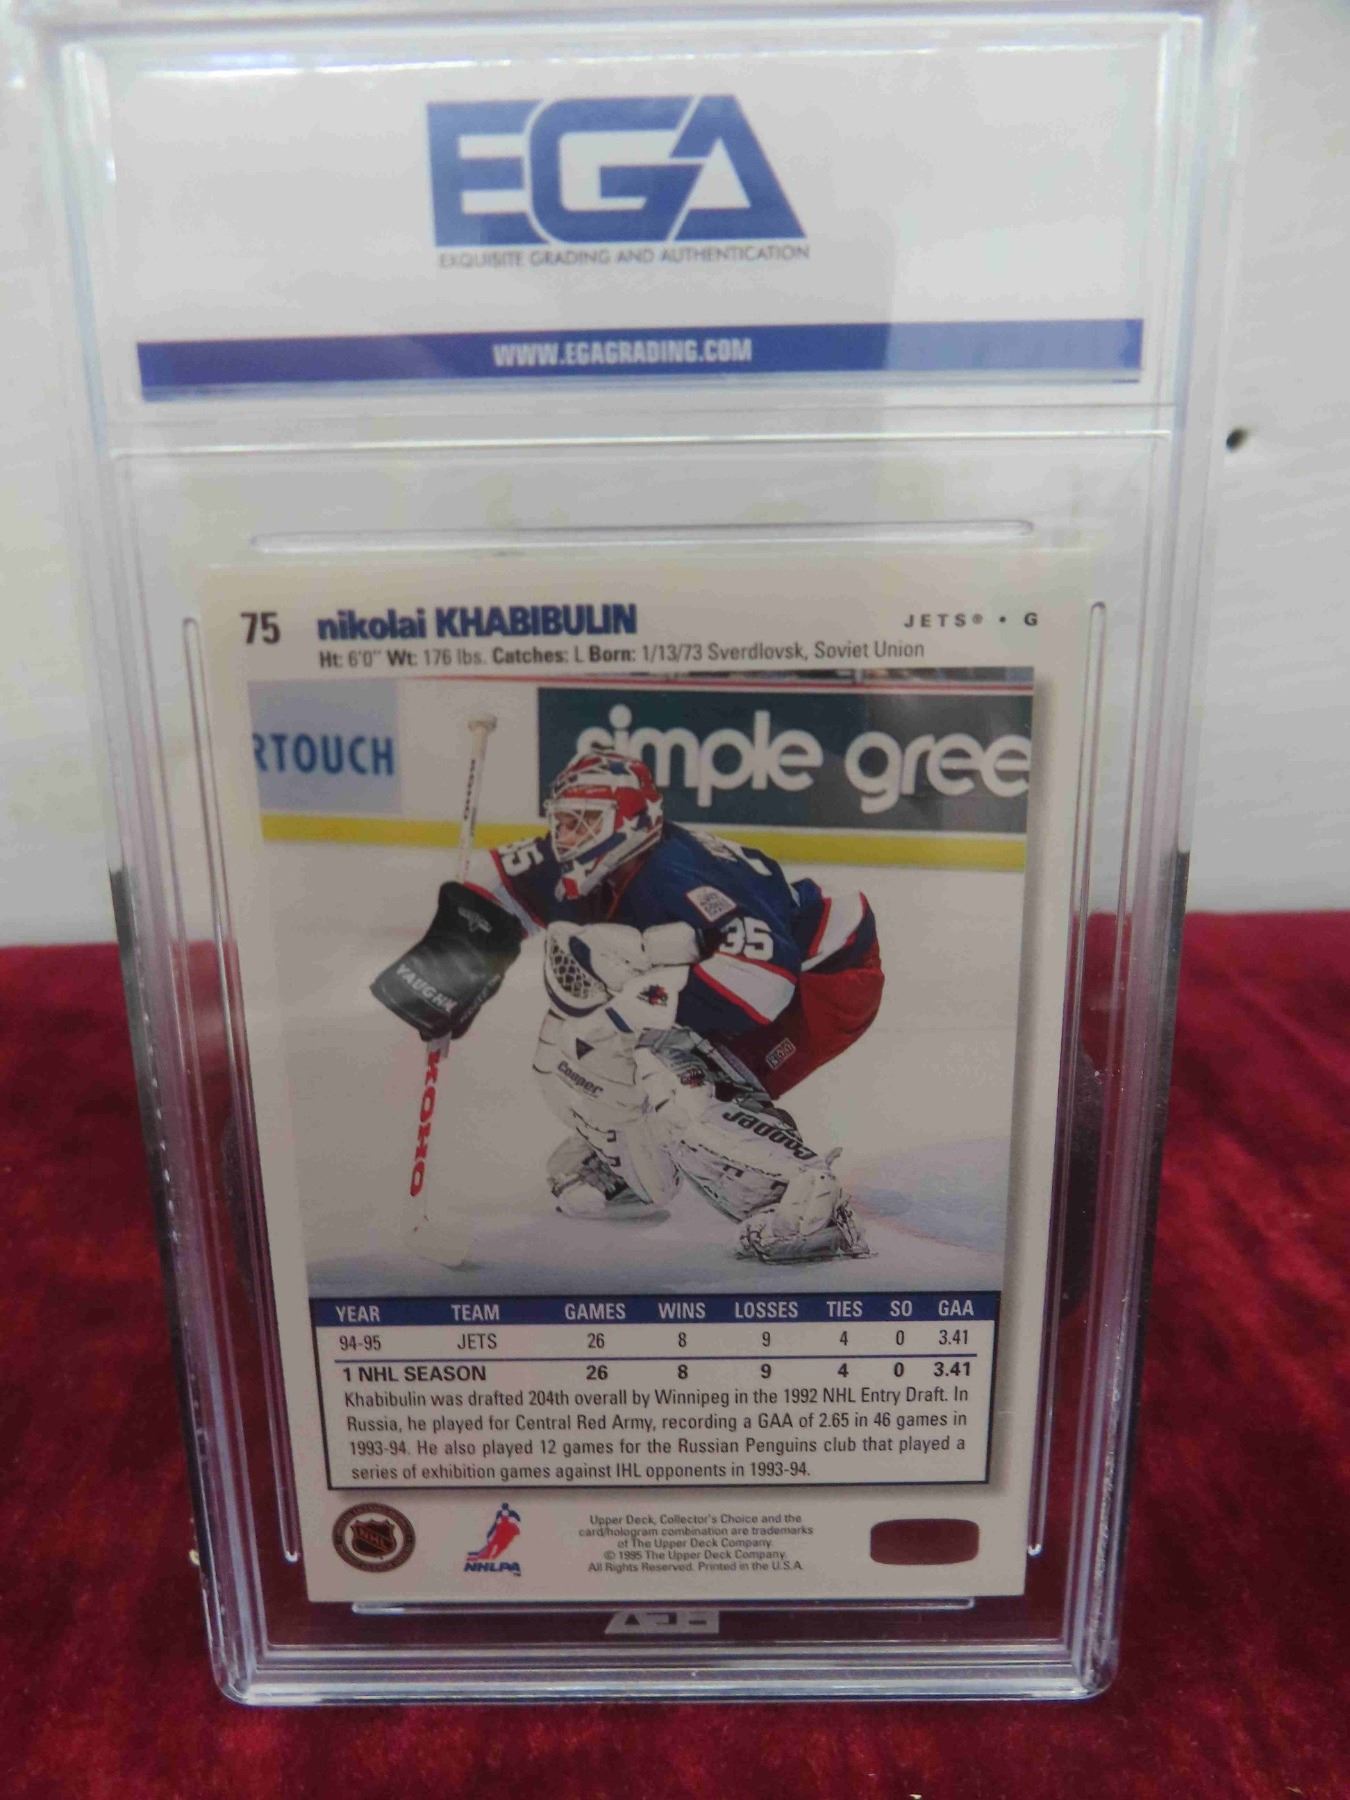 EGA
EXQUISITE GRADING AND AUTHENTICATION
WWW.EGAGRADING.COM
75 nikolai KHABIBULIN JETS® • G
Ht: 6'0" Wt: 176 lbs. Catches: L Born: 1/13/73 Sverdlovsk, Soviet Union
RTOUCH
simple gree
KOHO
35
35
VAUGHN
Cooper
Cooper
KOHO
YEAR TEAM GAMES WINS LOSSES TIES SO GAA
94-95 JETS 26 8 9 4 0 3.41
1 NHL SEASON 26 8 9 4 0 3.41
Khabibulin was drafted 204th overall by Winnipeg in the 1992 NHL Entry Draft. In
Russia, he played for Central Red Army, recording a GAA of 2.65 in 46 games in
1993-94. He also played 12 games for the Russian Penguins club that played a
series of exhibition games against IHL opponents in 1993-94.
NHL
NHLPA™
Upper Deck, Collector's Choice and the
card/hologram combination are trademarks
of The Upper Deck Company.
© 1995 The Upper Deck Company.
All Rights Reserved. Printed in the U.S.A.
EGA